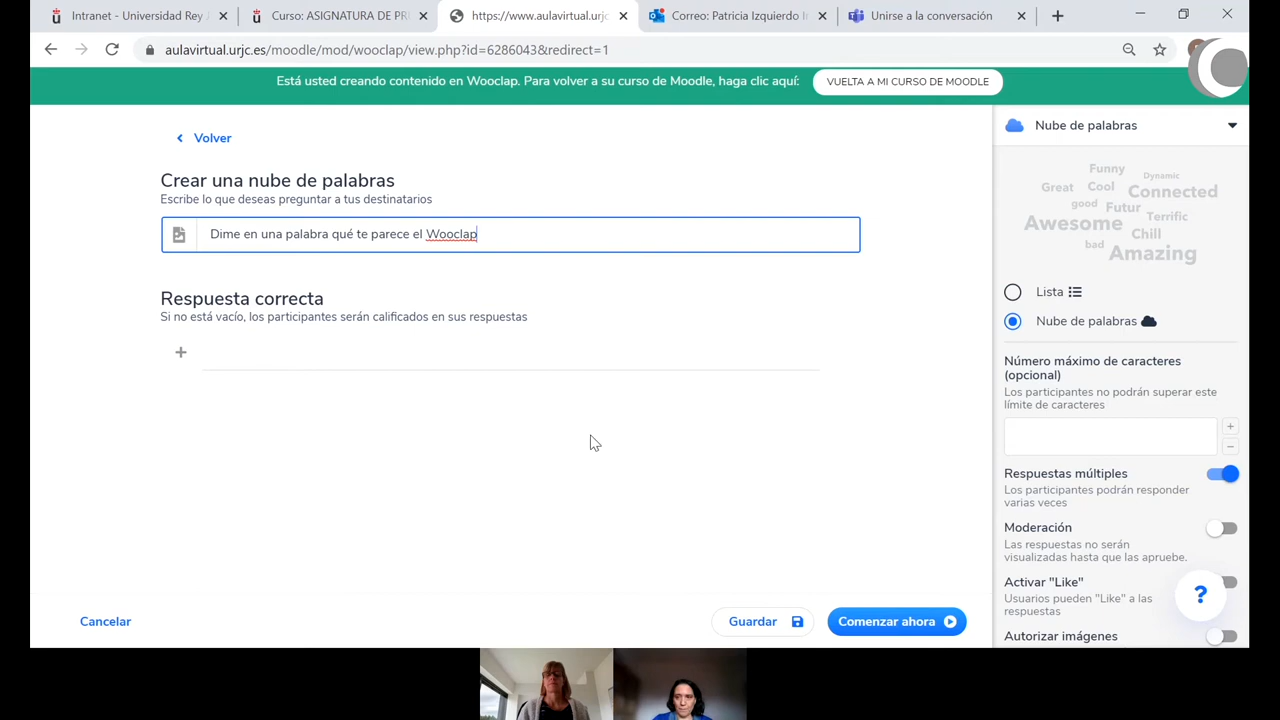 Intranet - Universidad Rey
Curso: ASIGNATURA DE PR
https://www.aulavirtual.urjc
Correo: Patricia Izquierdo I
Unirse a la conversación
aulavirtual.urjc.es/moodle/mod/wooclap/view.php?id=6286043&redirect=1
Está usted creando contenido en Wooclap. Para volver a su curso de Moodle, haga clic aquí:
VUELTA A MI CURSO DE MOODLE
Volver
Crear una nube de palabras
Escribe lo que deseas preguntar a tus destinatarios
Dime en una palabra qué te parece el Wooclap
Respuesta correcta
Si no está vacío, los participantes serán calificados en sus respuestas
+
Cancelar
Guardar
Comenzar ahora
Nube de palabras
Funny
Dynamic
Great Cool Connected
good Futur
Awesome Terrific
Chill
bad Amazing
Lista
Nube de palabras
Número máximo de caracteres
(opcional)
Los participantes no podrán superar este
límite de caracteres
+
-
Respuestas múltiples
Los participantes podrán responder
varias veces
Moderación
Las respuestas no serán
visualizadas hasta que las apruebe.
Activar "Like"
Usuarios pueden "Like" a las
respuestas
?
Autorizar imágenes